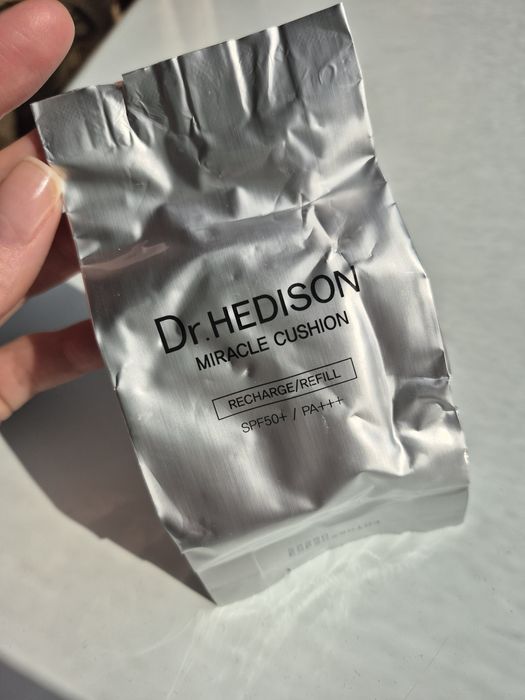 Dr.HEDISON
MIRACLE CUSHION
RECHARGE/REFILL
SPF50+ / PA+++